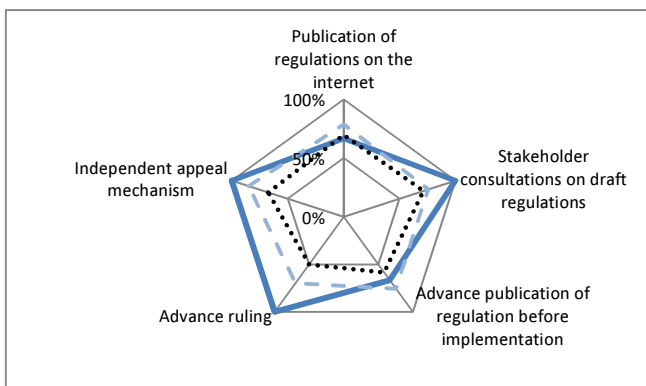 Publication of
regulations on the
internet
100%
50%
0%
Stakeholder
consultations on draft
regulations
Advance publication of
regulation before
implementation
Advance ruling
Independent appeal
mechanism